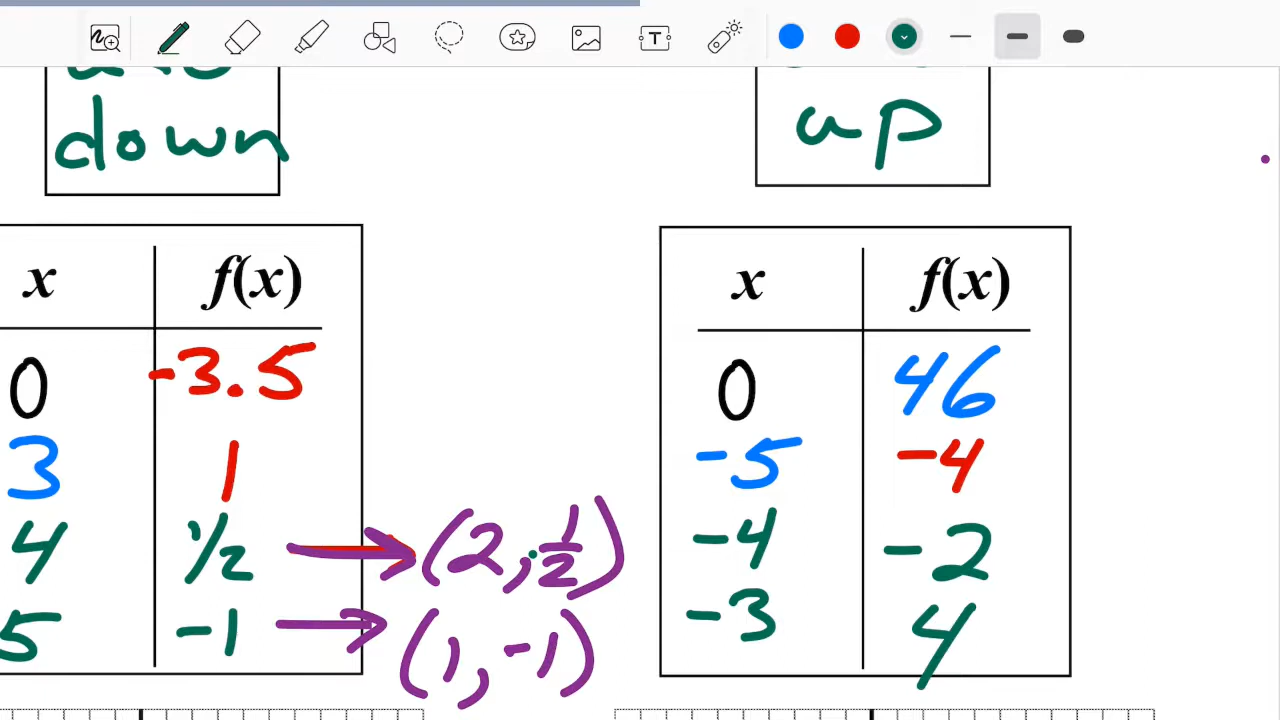 down
up
x f(x)
0 -3.5
3 1
4 1/2 → (2, 1/2)
5 -1 → (1, -1)
x f(x)
0 46
-5 -4
-4 -2
-3 4
T